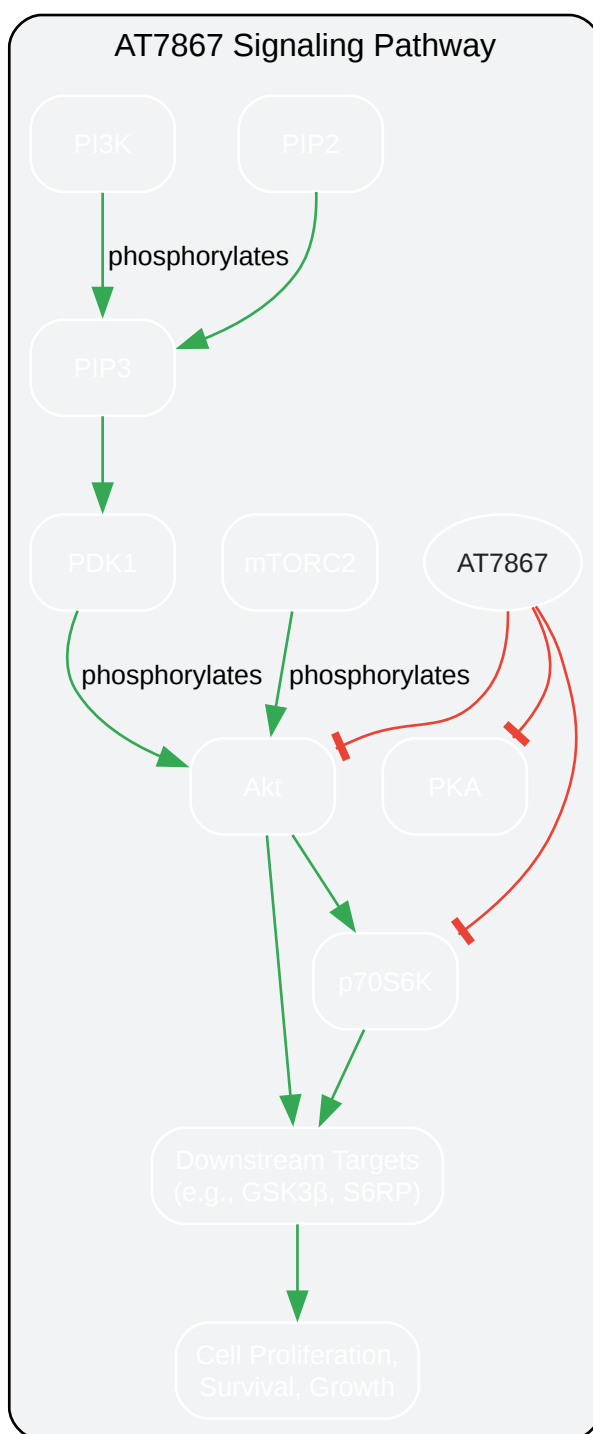 AT7867 Signaling Pathway
PI3K
PIP2
phosphorylates
PIP3
PDK1
mTORC2
AT7867
phosphorylates
phosphorylates
Akt
PKA
p70S6K
Downstream Targets
(e.g., GSK3β, S6RP)
Cell Proliferation,
Survival, Growth